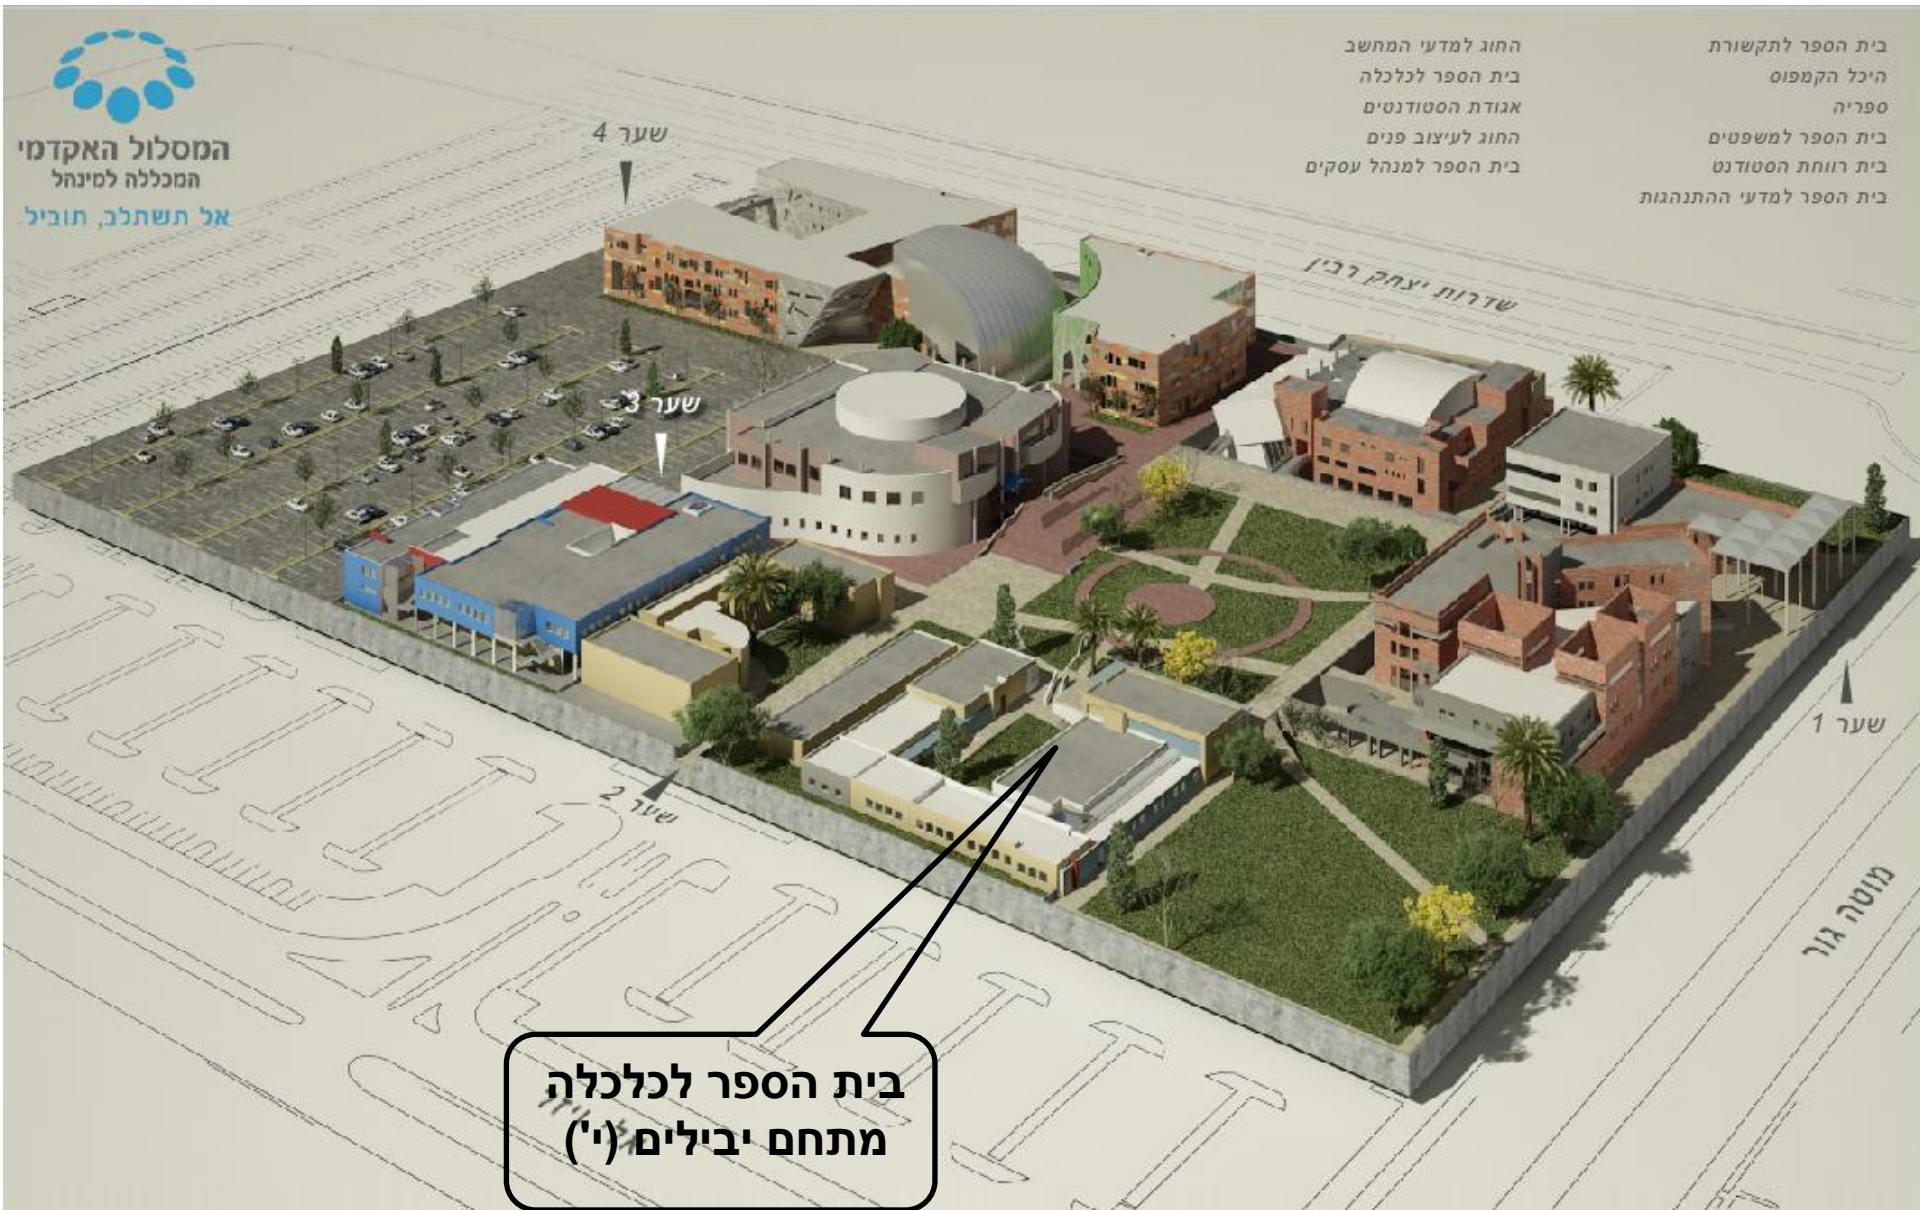 המסלול האקדמי
המכללה למינהל
אל תשתלב, תוביל.
בית הספר לתקשורת
היכל הקמפוס
ספריה
בית הספר למשפטים
בית רווחת הסטודנט
בית הספר למדעי ההתנהגות
החוג למדעי המחשב
בית הספר לכלכלה
אגודת הסטודנטים
החוג לעיצוב פנים
בית הספר למנהל עסקים
שער 4
שדרות יצחק רבין
שער 3
שער 1
שער 2
מוטה גור
בית הספר לכלכלה
מתחם יבילים (י')